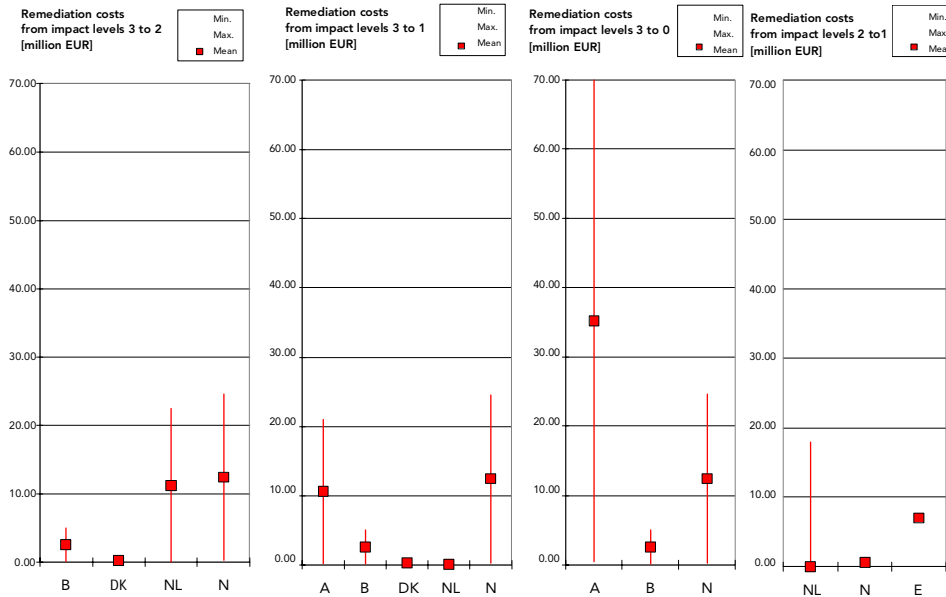 Remediation costs
from impact levels 3 to 2
[million EUR]
Min.
Max.
Mean
70.00
60.00
50.00
40.00
30.00
20.00
10.00
0.00
B DK NL N
Remediation costs
from impact levels 3 to 1
[million EUR]
Min.
Max.
Mean
70.00
60.00
50.00
40.00
30.00
20.00
10.00
0.00
A B DK NL N
Remediation costs
from impact levels 3 to 0
[million EUR]
Min.
Max.
Mean
70.00
60.00
50.00
40.00
30.00
20.00
10.00
0.00
A B N
Remediation costs
from impact levels 2 to1
[million EUR]
Min.
Max
Mea
70.00
60.00
50.00
40.00
30.00
20.00
10.00
0.00
NL N E